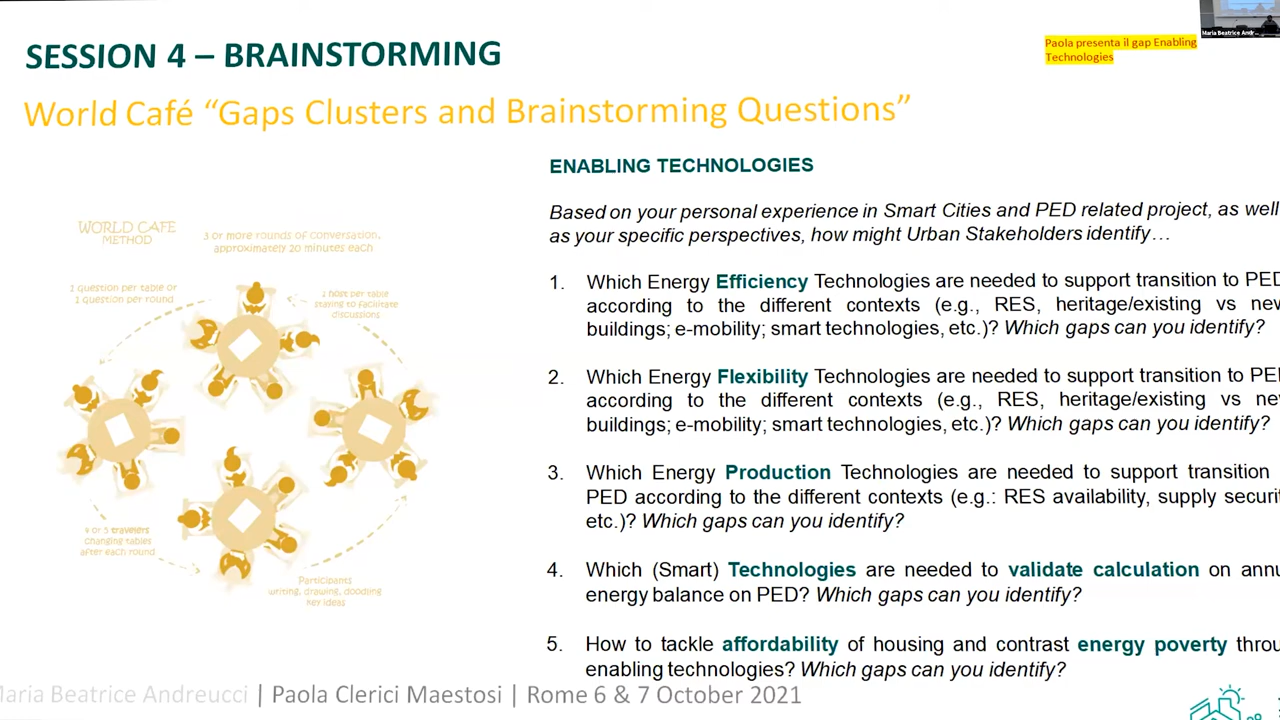 SESSION 4 – BRAINSTORMING
Paola presenta il gap Enabling
Technologies
Maria Beatrice Andr...
World Café “Gaps Clusters and Brainstorming Questions”
WORLD CAFE
METHOD
3 or more rounds of conversation,
approximately 20 minutes each
1 question per table or
1 question per round
1 host per table
staying to facilitate
discussions
4 or 5 travelers
changing tables
after each round
Participants
writing, drawing, doodling
key ideas
ENABLING TECHNOLOGIES
Based on your personal experience in Smart Cities and PED related project, as well
as your specific perspectives, how might Urban Stakeholders identify…
1. Which Energy Efficiency Technologies are needed to support transition to PED
according to the different contexts (e.g., RES, heritage/existing vs new
buildings; e-mobility; smart technologies, etc.)? Which gaps can you identify?
2. Which Energy Flexibility Technologies are needed to support transition to PED
according to the different contexts (e.g., RES, heritage/existing vs new
buildings; e-mobility; smart technologies, etc.)? Which gaps can you identify?
3. Which Energy Production Technologies are needed to support transition
PED according to the different contexts (e.g.: RES availability, supply securit
etc.)? Which gaps can you identify?
4. Which (Smart) Technologies are needed to validate calculation on annu
energy balance on PED? Which gaps can you identify?
5. How to tackle affordability of housing and contrast energy poverty throu
enabling technologies? Which gaps can you identify?
Maria Beatrice Andreucci | Paola Clerici Maestosi | Rome 6 & 7 October 2021